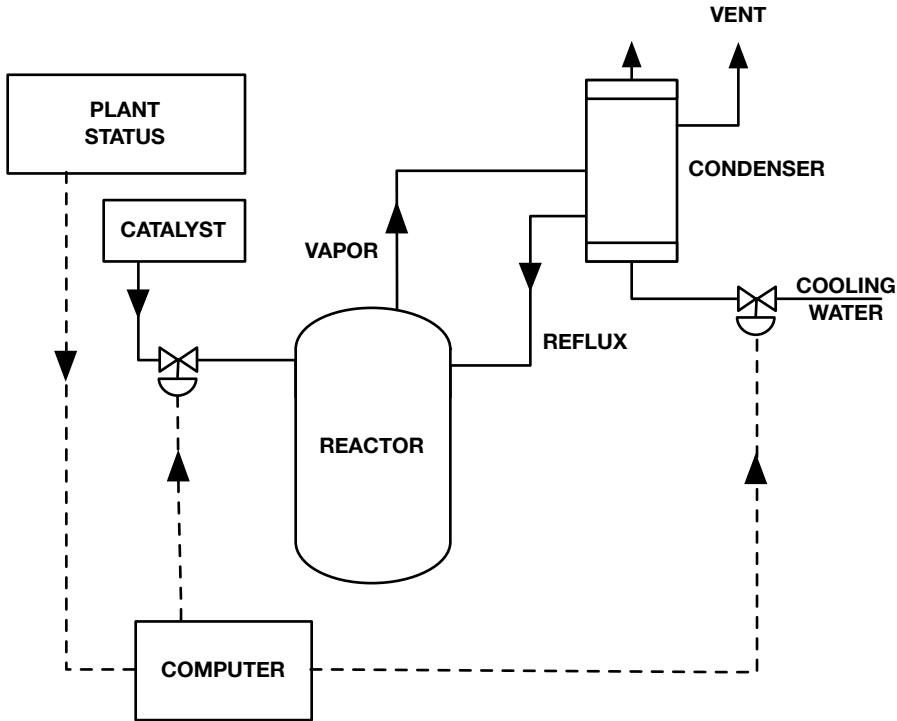 VENT
PLANT
STATUS
CONDENSER
CATALYST
VAPOR
COOLING
WATER
REFLUX
REACTOR
COMPUTER